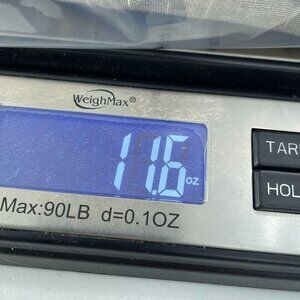 WeighMax®
11.6 oz
TAR
HOL
Max:90LB d=0.1OZ